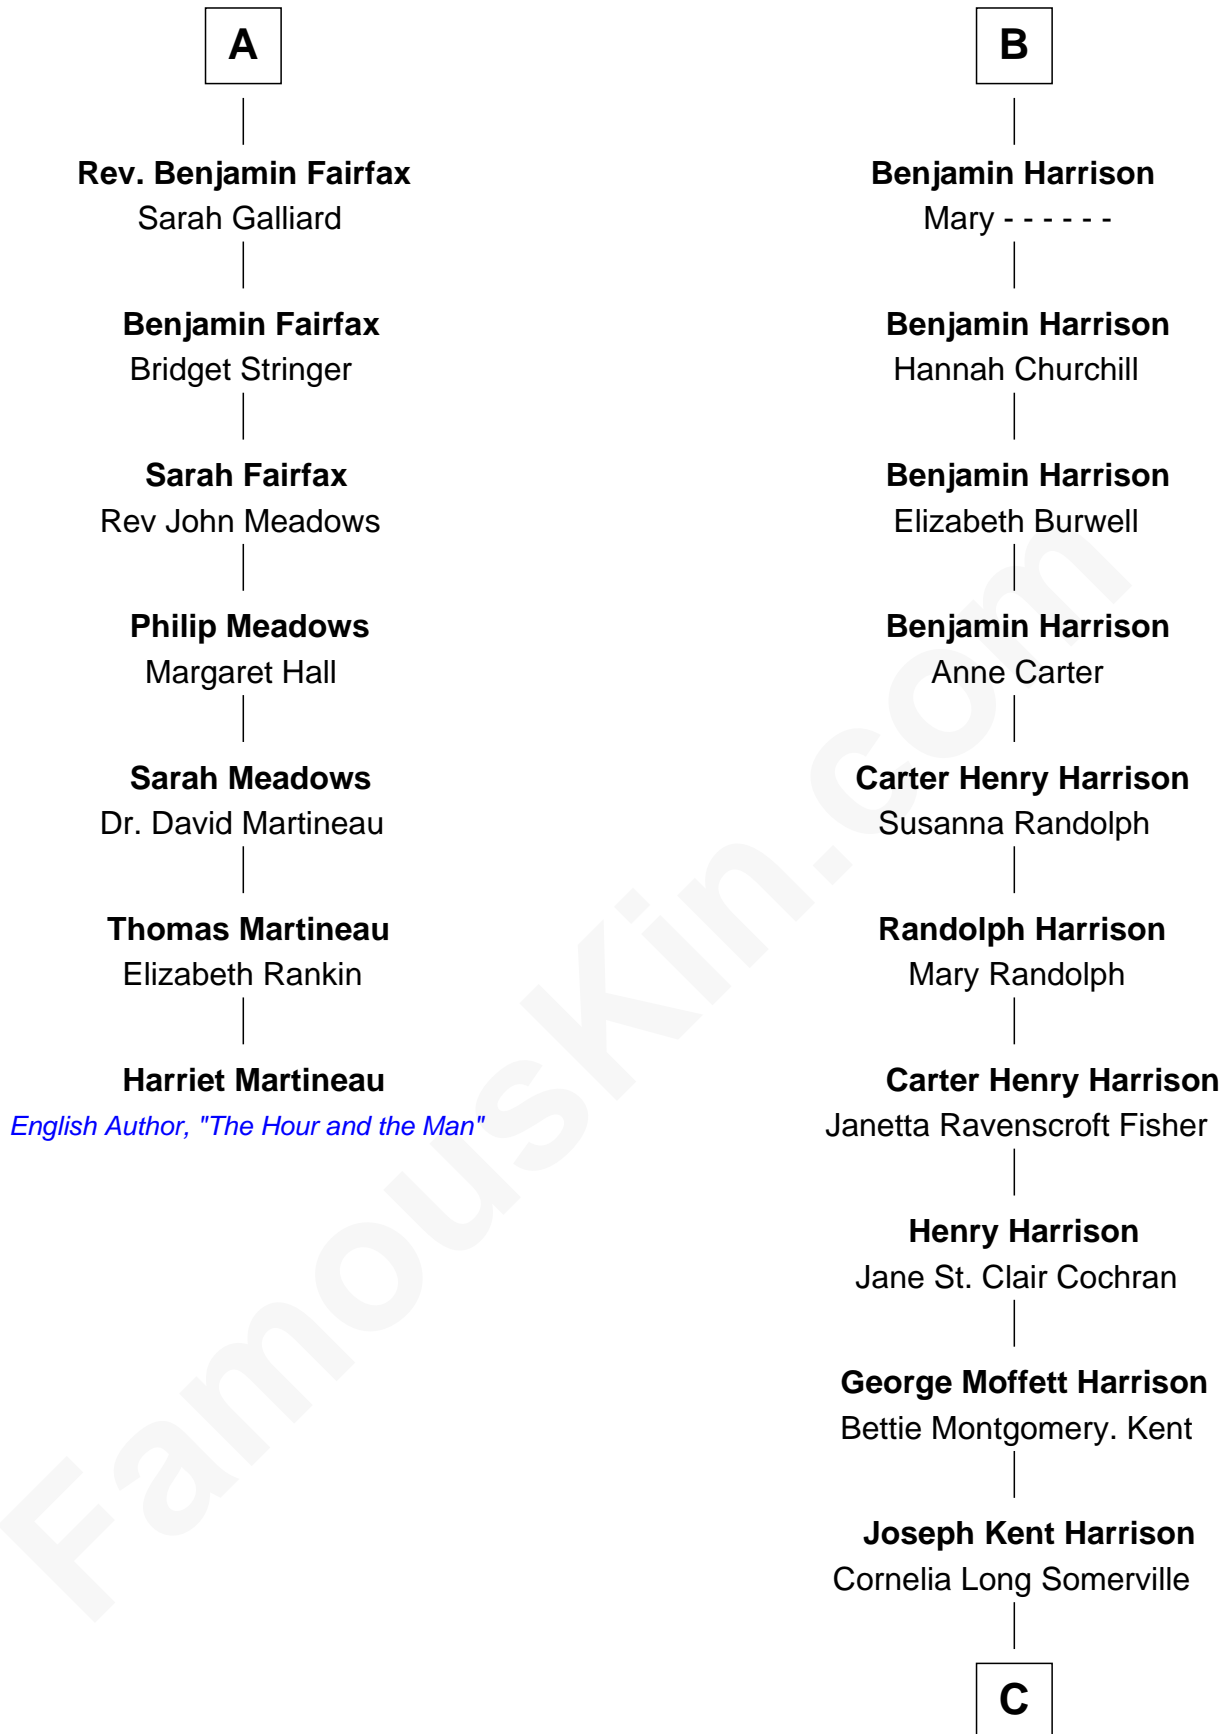 A
Rev. Benjamin Fairfax
Sarah Galliard
Benjamin Fairfax
Bridget Stringer
Sarah Fairfax
Rev John Meadows
Philip Meadows
Margaret Hall
Sarah Meadows
Dr. David Martineau
Thomas Martineau
Elizabeth Rankin
Harriet Martineau
English Author, "The Hour and the Man"
B
Benjamin Harrison
Mary - - - - - -
Benjamin Harrison
Hannah Churchill
Benjamin Harrison
Elizabeth Burwell
Benjamin Harrison
Anne Carter
Carter Henry Harrison
Susanna Randolph
Randolph Harrison
Mary Randolph
Carter Henry Harrison
Janetta Ravenscroft Fisher
Henry Harrison
Jane St. Clair Cochran
George Moffett Harrison
Bettie Montgomery. Kent
Joseph Kent Harrison
Cornelia Long Somerville
C
FamousKin.com